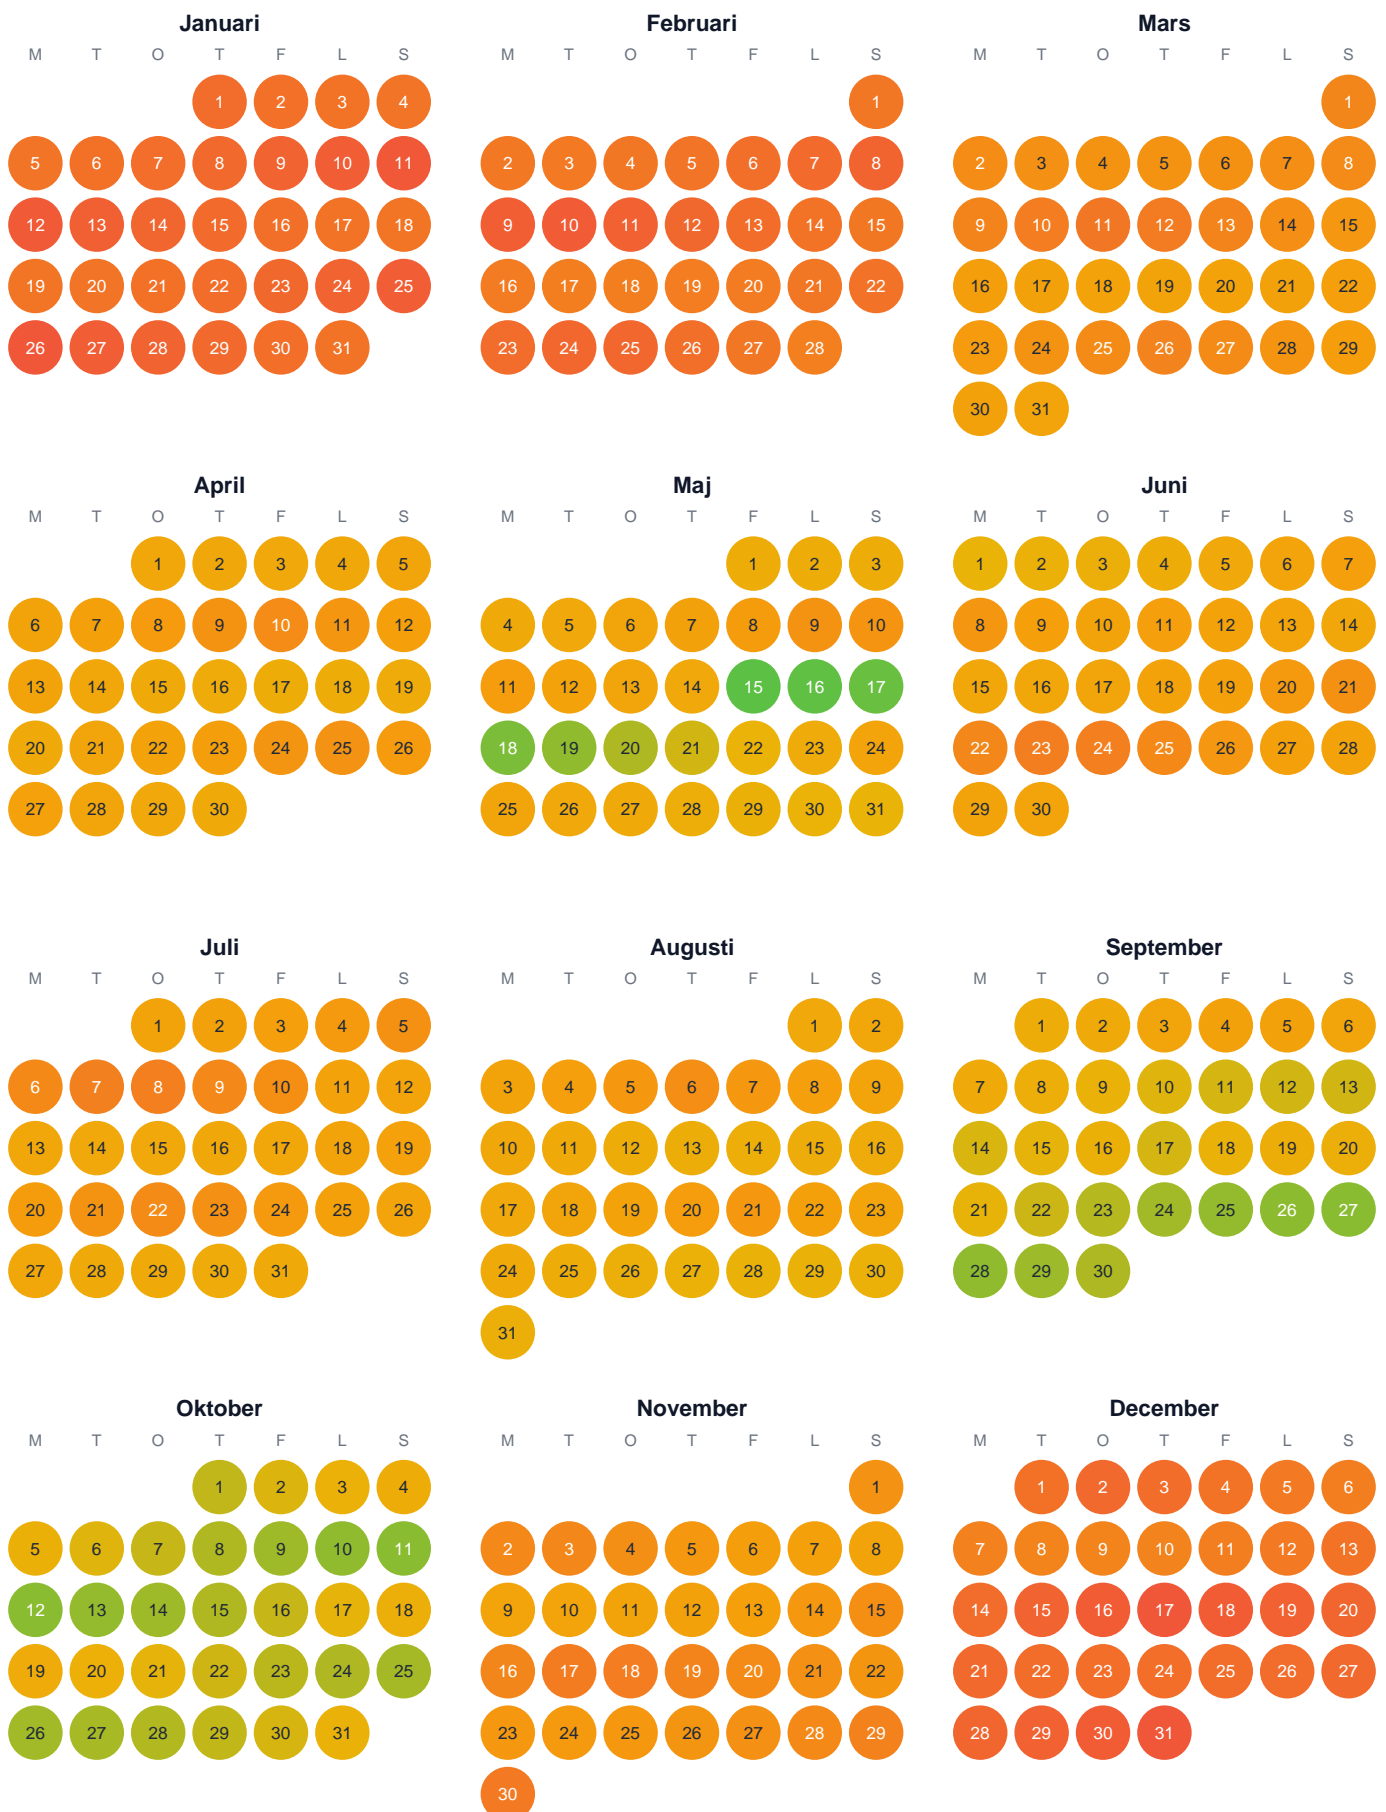 Januari Februari Mars
M T O T F L S M T O T F L S M T O T F L S
1 2 3 4 1 1
5 6 7 8 9 10 11 2 3 4 5 6 7 8 2 3 4 5 6 7 8
12 13 14 15 16 17 18 9 10 11 12 13 14 15 9 10 11 12 13 14 15
19 20 21 22 23 24 25 16 17 18 19 20 21 22 16 17 18 19 20 21 22
26 27 28 29 30 31 23 24 25 26 27 28 23 24 25 26 27 28 29
30 31
April Maj Juni
M T O T F L S M T O T F L S M T O T F L S
1 2 3 4 5 1 2 3 1 2 3 4 5 6 7
6 7 8 9 10 11 12 4 5 6 7 8 9 10 8 9 10 11 12 13 14
13 14 15 16 17 18 19 11 12 13 14 15 16 17 15 16 17 18 19 20 21
20 21 22 23 24 25 26 18 19 20 21 22 23 24 22 23 24 25 26 27 28
27 28 29 30 25 26 27 28 29 30 31 29 30
Juli Augusti September
M T O T F L S M T O T F L S M T O T F L S
1 2 3 4 5 1 2 1 2 3 4 5 6
6 7 8 9 10 11 12 3 4 5 6 7 8 9 7 8 9 10 11 12 13
13 14 15 16 17 18 19 10 11 12 13 14 15 16 14 15 16 17 18 19 20
20 21 22 23 24 25 26 17 18 19 20 21 22 23 21 22 23 24 25 26 27
27 28 29 30 31 24 25 26 27 28 29 30 28 29 30
31
Oktober November December
M T O T F L S M T O T F L S M T O T F L S
1 2 3 4 1 1 2 3 4 5 6
5 6 7 8 9 10 11 2 3 4 5 6 7 8 7 8 9 10 11 12 13
12 13 14 15 16 17 18 9 10 11 12 13 14 15 14 15 16 17 18 19 20
19 20 21 22 23 24 25 16 17 18 19 20 21 22 21 22 23 24 25 26 27
26 27 28 29 30 31 23 24 25 26 27 28 29 28 29 30 31
30